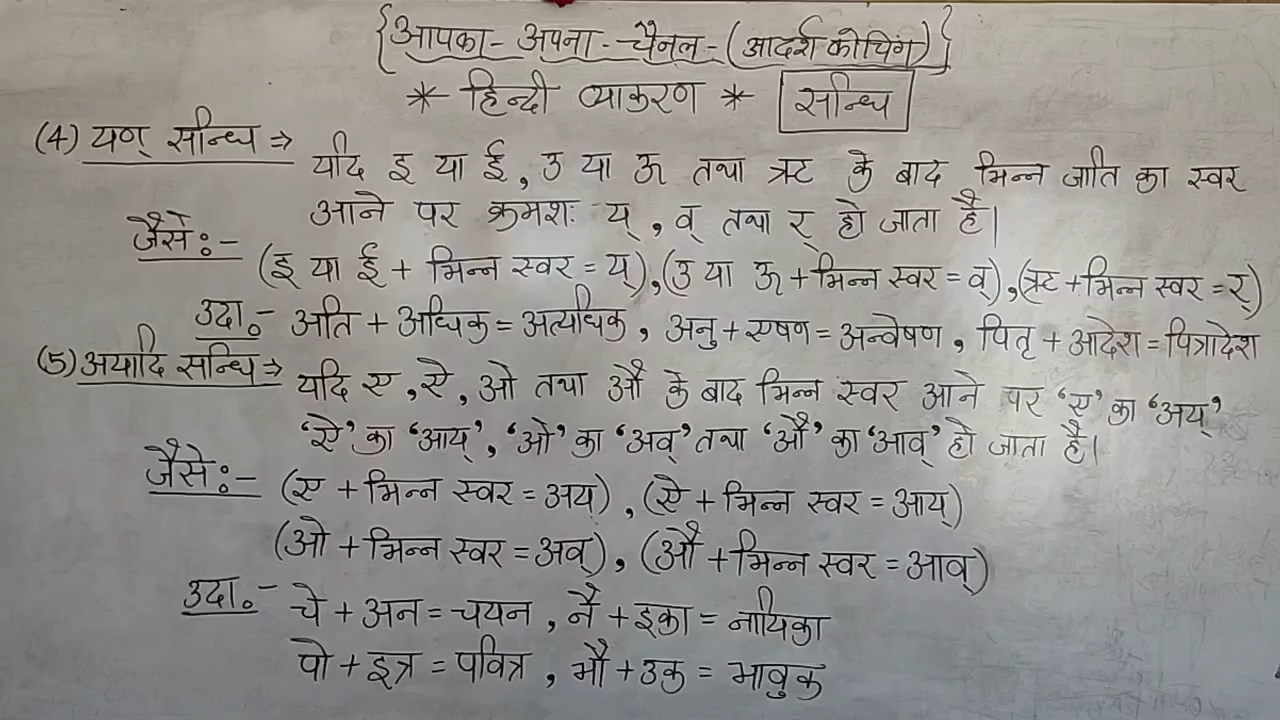 {आपका- अपना- चैनल-(आदर्श कोचिंग)}
* हिन्दी व्याकरण * सन्धि
(4) यण् सन्धि ⇒ यदि इ या ई, उ या ऊ तथा ऋ के बाद भिन्न जाति का स्वर
आने पर क्रमशः य्, व् तथा र् हो जाता है।
जैसे:- (इ या ई + भिन्न स्वर = य्), (उ या ऊ + भिन्न स्वर = व्), (ऋ + भिन्न स्वर = र्)
उदा०- अति + अधिक = अत्यधिक, अनु + एषण = अन्वेषण, पितृ + आदेश = पित्रादेश
(5) अयादि सन्धि ⇒ यदि ए, ऐ, ओ तथा औ के बाद भिन्न स्वर आने पर ‘ए’ का ‘अय्’
‘ऐ’ का ‘आय्’, ‘ओ’ का ‘अव्’ तथा ‘औ’ का ‘आव्’ हो जाता है।
जैसे:- (ए + भिन्न स्वर = अय्), (ऐ + भिन्न स्वर = आय्)
(ओ + भिन्न स्वर = अव्), (औ + भिन्न स्वर = आव्)
उदा०- चे + अन = चयन, नै + इका = नायिका
पो + इत्र = पवित्र, भौ + उक = भावुक